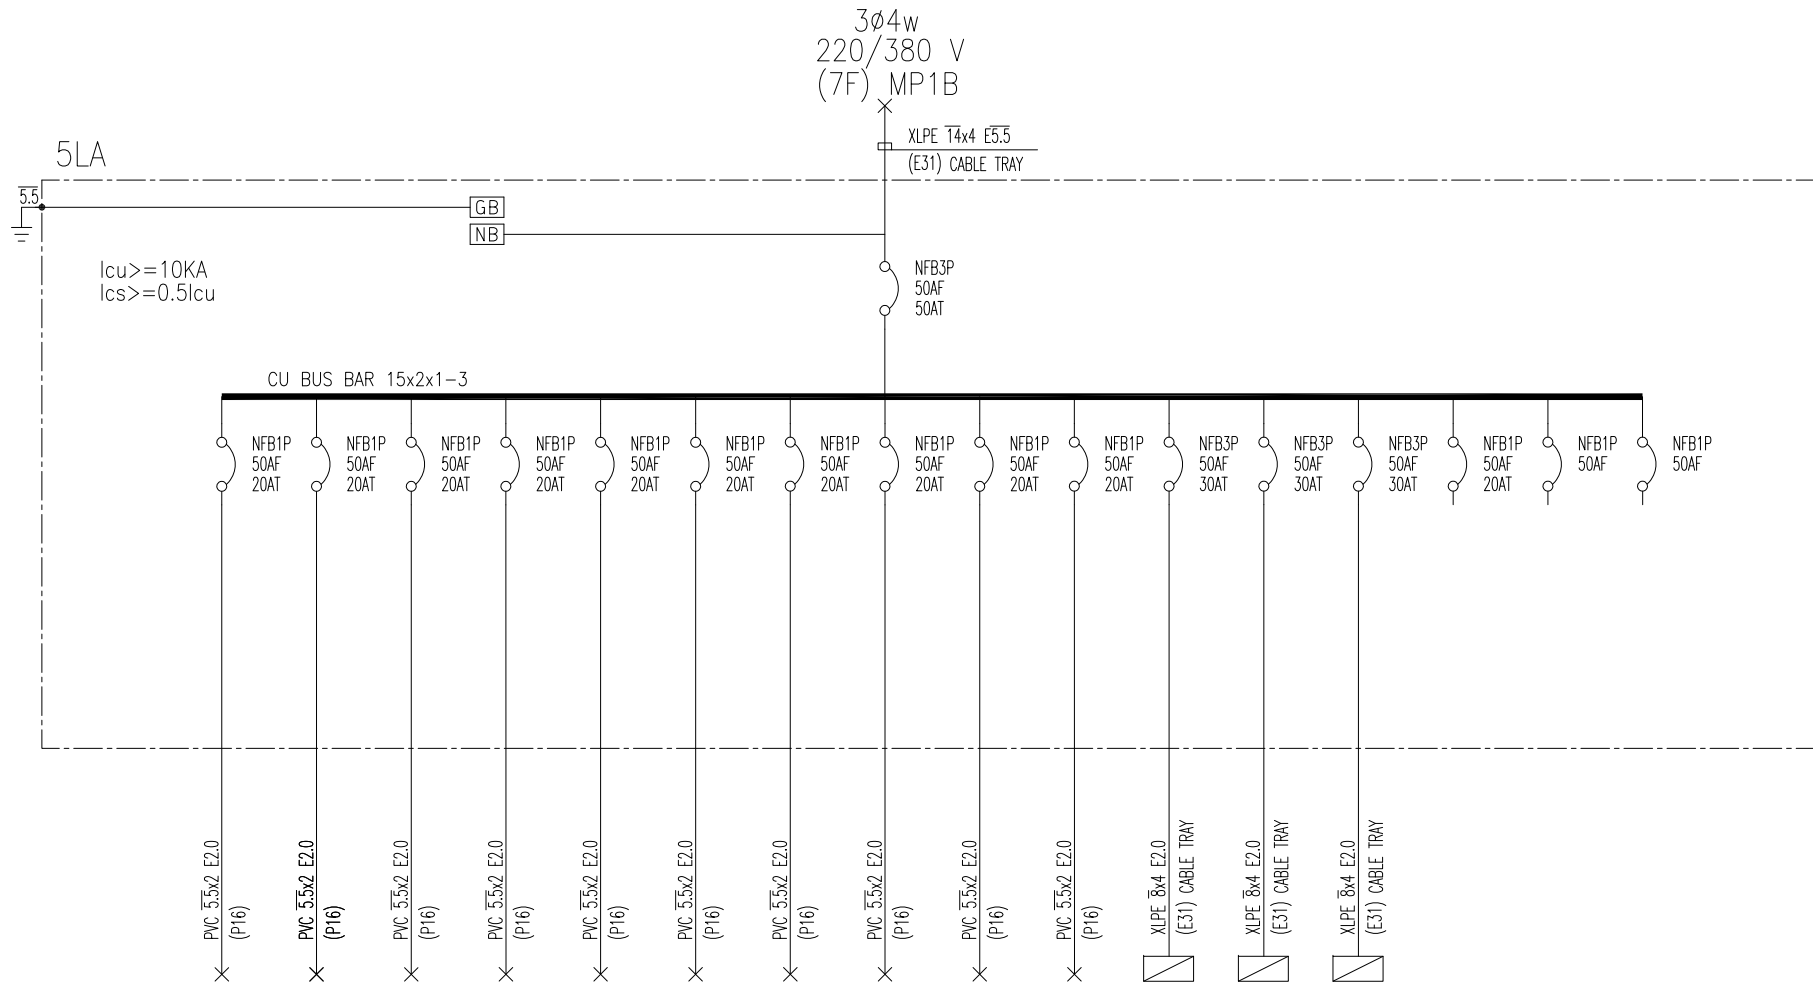 3ø4w
220/380 V
(7F) MP1B
XLPE 14x4 E5.5
(E31) CABLE TRAY
5LA
5.5
GB
NB
Icu>=10KA
Ics>=0.5Icu
NFB3P
50AF
50AT
CU BUS BAR 15x2x1-3
NFB1P
50AF
20AT
NFB1P
50AF
20AT
NFB1P
50AF
20AT
NFB1P
50AF
20AT
NFB1P
50AF
20AT
NFB1P
50AF
20AT
NFB1P
50AF
20AT
NFB1P
50AF
20AT
NFB1P
50AF
20AT
NFB1P
50AF
20AT
NFB3P
50AF
30AT
NFB3P
50AF
30AT
NFB3P
50AF
30AT
NFB1P
50AF
20AT
NFB1P
50AF
NFB1P
50AF
PVC 5.5x2 E2.0
(P16)
PVC 5.5x2 E2.0
(P16)
PVC 5.5x2 E2.0
(P16)
PVC 5.5x2 E2.0
(P16)
PVC 5.5x2 E2.0
(P16)
PVC 5.5x2 E2.0
(P16)
PVC 5.5x2 E2.0
(P16)
PVC 5.5x2 E2.0
(P16)
PVC 5.5x2 E2.0
(P16)
PVC 5.5x2 E2.0
(P16)
XLPE 8x4 E2.0
(E31) CABLE TRAY
XLPE 8x4 E2.0
(E31) CABLE TRAY
XLPE 8x4 E2.0
(E31) CABLE TRAY